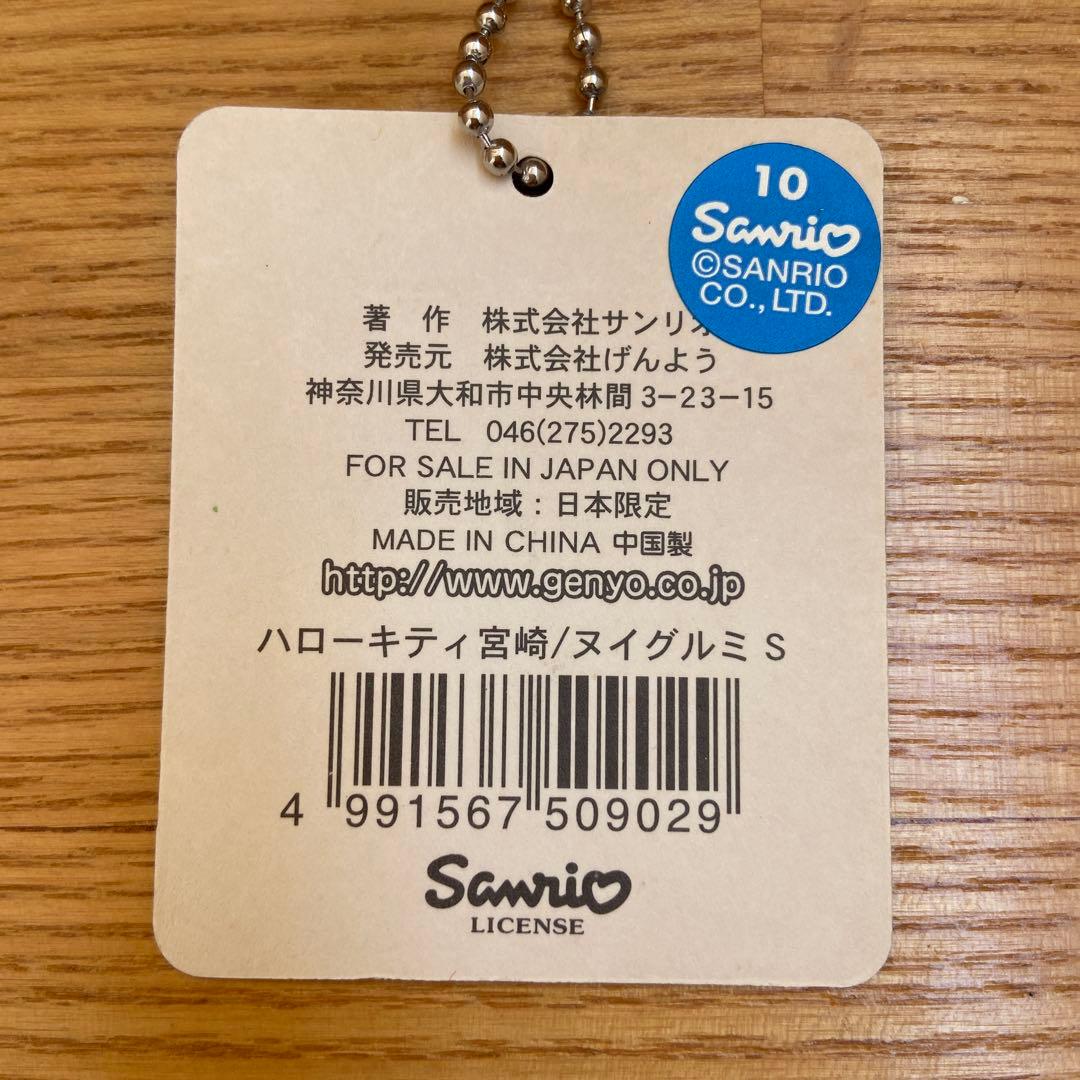 10
Sanrio
©SANRIO
CO., LTD.
著 作 株式会社サンリオ
発売元 株式会社げんよう
神奈川県大和市中央林間3-23-15
TEL 046(275)2293
FOR SALE IN JAPAN ONLY
販売地域：日本限定
MADE IN CHINA 中国製
http://www.genyo.co.jp
ハローキティ宮崎/ヌイグルミ S
4 991567 509029
Sanrio
LICENSE